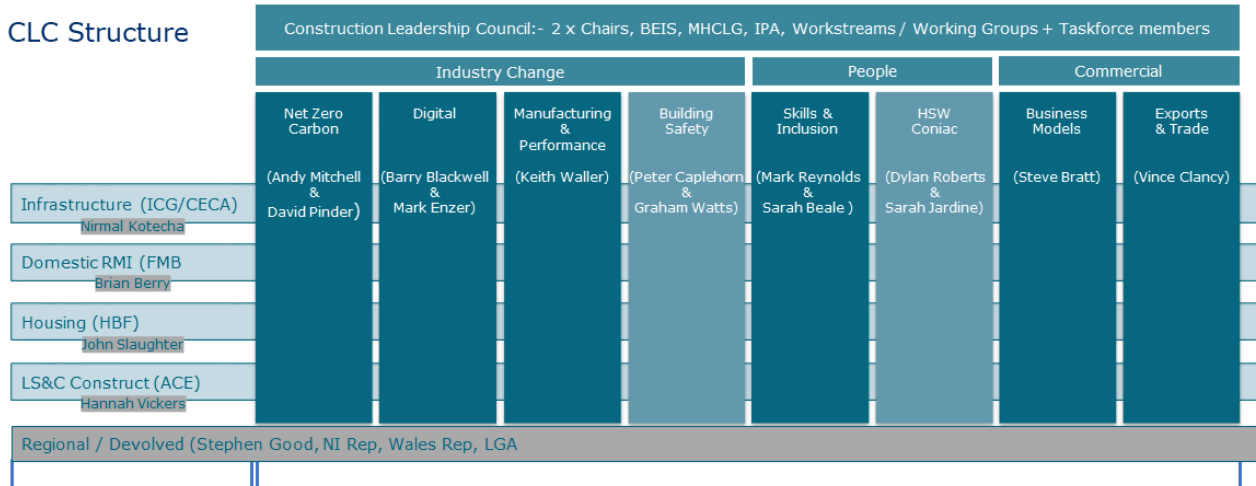 CLC Structure
Construction Leadership Council:- 2 x Chairs, BEIS, MHCLG, IPA, Workstreams / Working Groups + Taskforce members
Industry Change
People
Commercial
Net Zero
Carbon
(Andy Mitchell
&
David Pinder)
Digital
(Barry Blackwell
&
Mark Enzer)
Manufacturing
&
Performance
(Keith Waller)
Building
Safety
(Peter Caplehorn
&
Graham Watts)
Skills &
Inclusion
(Mark Reynolds
&
Sarah Beale )
HSW
Coniac
(Dylan Roberts
&
Sarah Jardine)
Business
Models
(Steve Bratt)
Exports
& Trade
(Vince Clancy)
Infrastructure (ICG/CECA)
Nirmal Kotecha
Domestic RMI (FMB
Brian Berry
Housing (HBF)
John Slaughter
LS&C Construct (ACE)
Hannah Vickers
Regional / Devolved (Stephen Good, NI Rep, Wales Rep, LGA